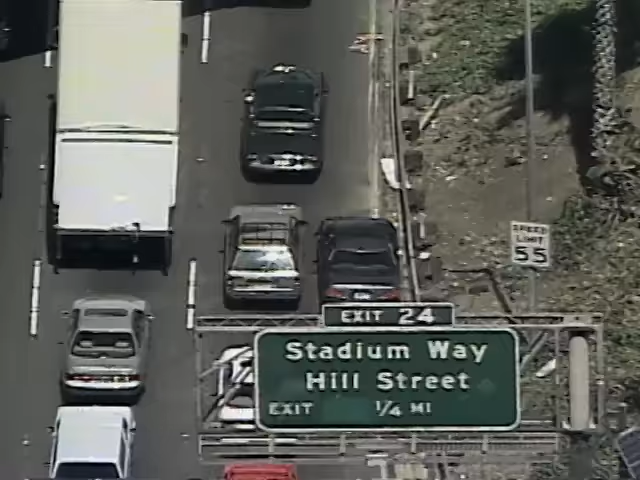 SPEED
LIMIT
55
EXIT 24
Stadium Way
Hill Street
EXIT 1/4 MI